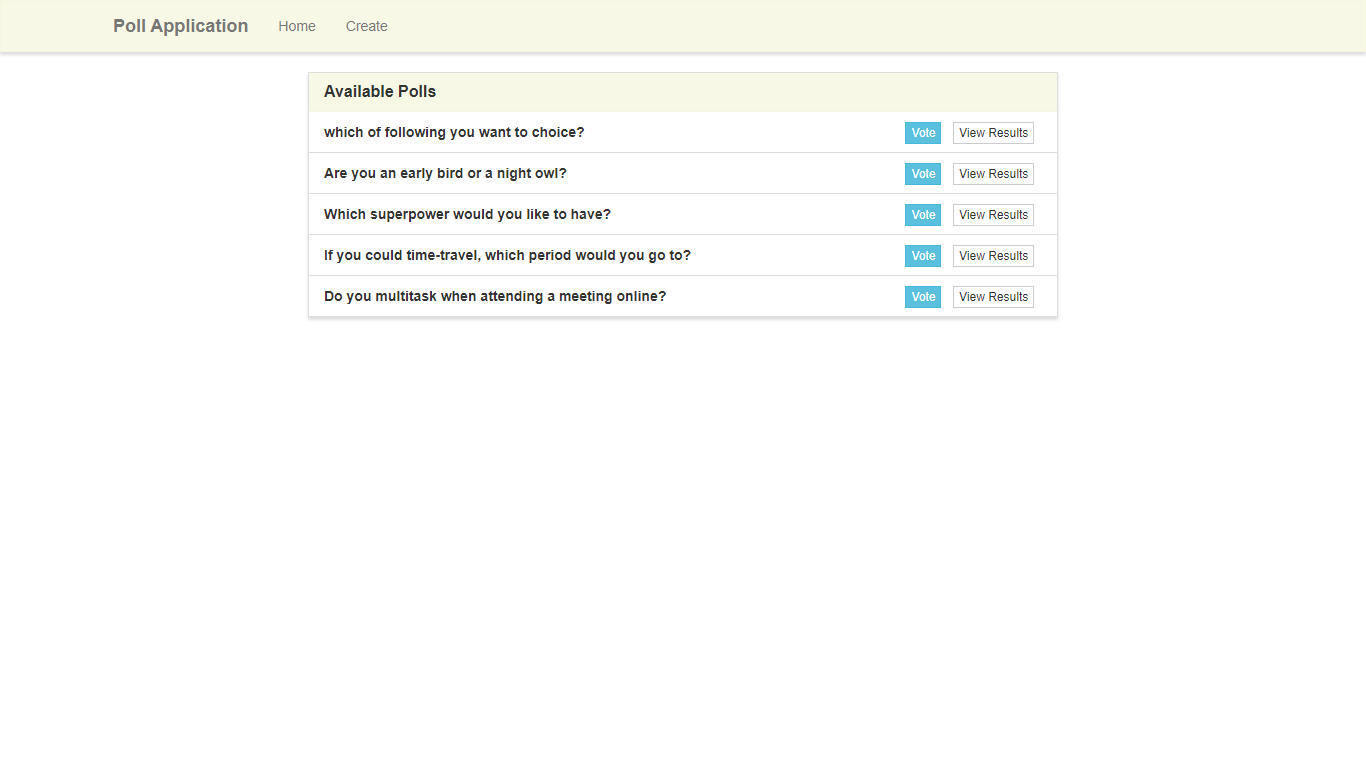 Poll Application Home Create
Available Polls
which of following you want to choice? Vote View Results
Are you an early bird or a night owl? Vote View Results
Which superpower would you like to have? Vote View Results
If you could time-travel, which period would you go to? Vote View Results
Do you multitask when attending a meeting online? Vote View Results